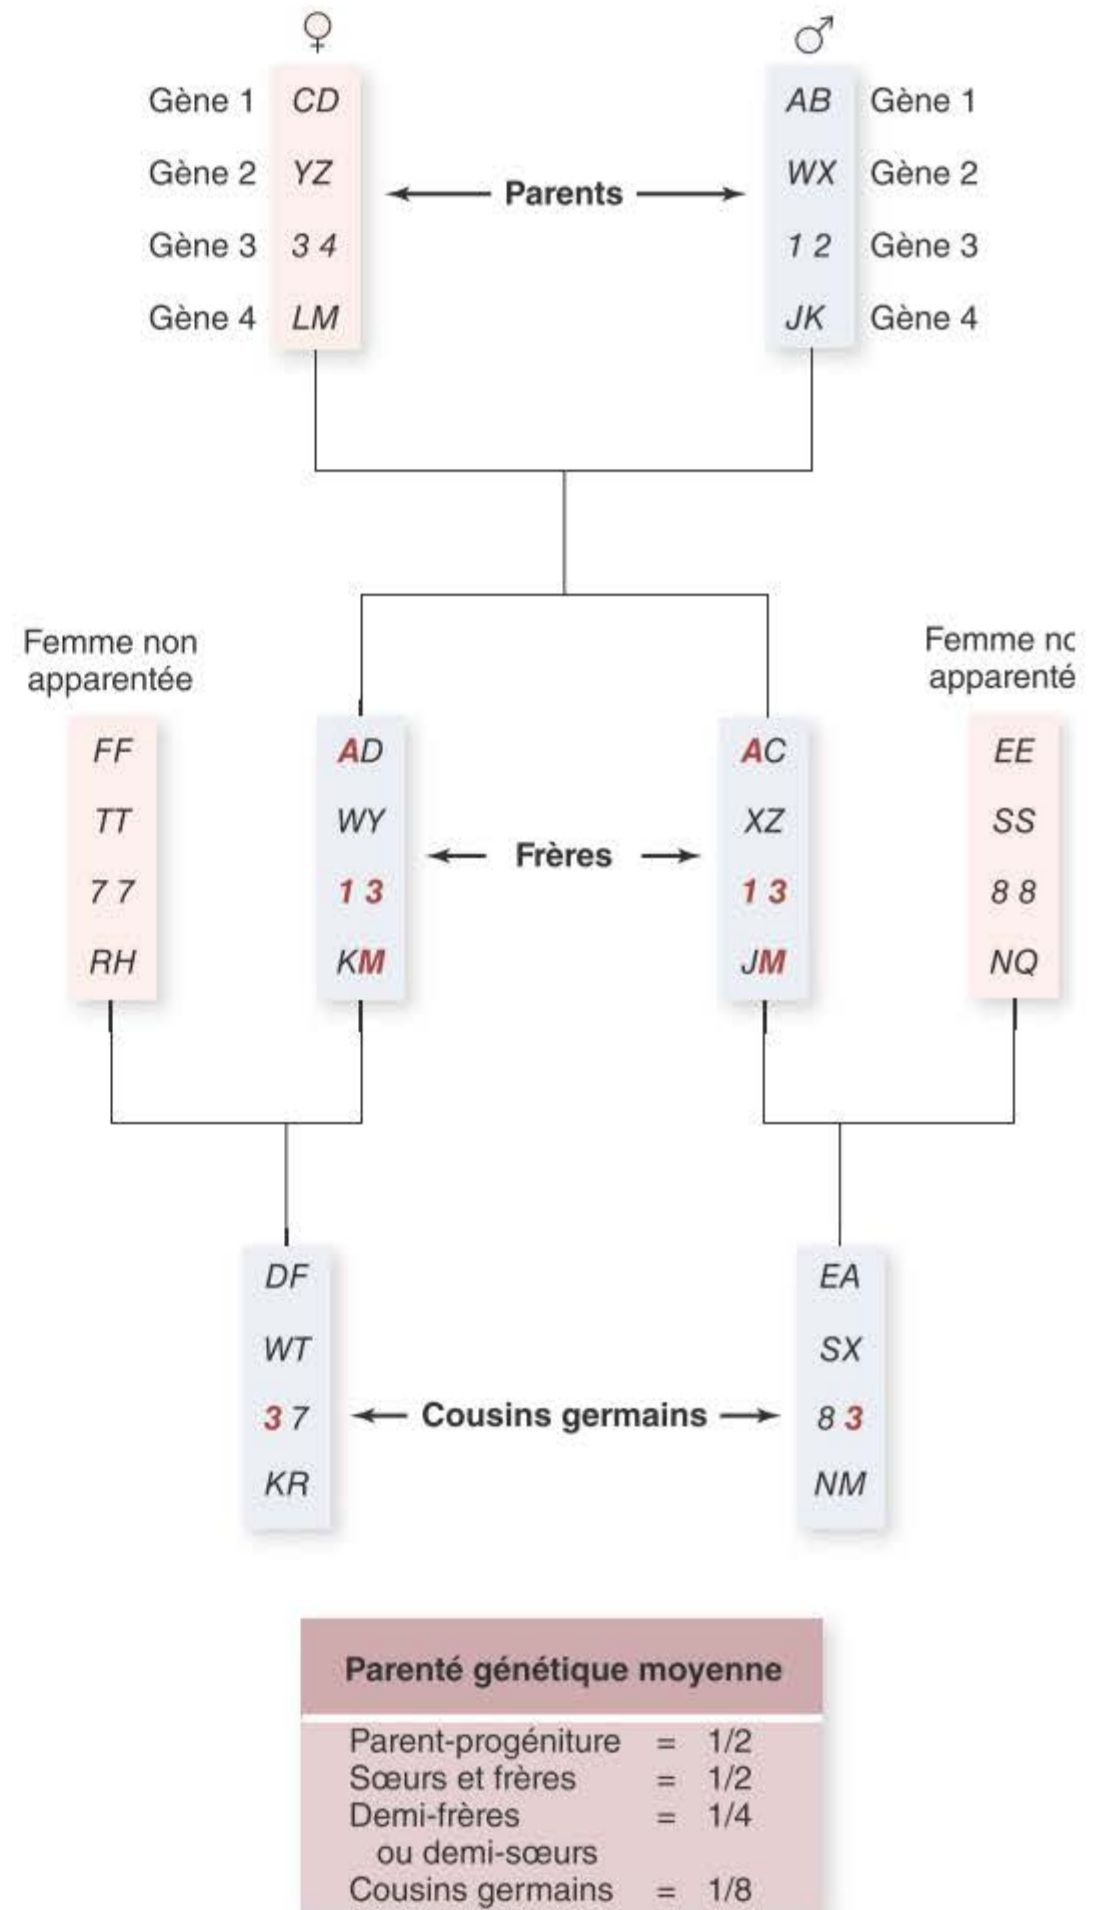 ♀ ♂
Gène 1 CD AB Gène 1
Gène 2 YZ WX Gène 2
Parents
Gène 3 3 4 1 2 Gène 3
Gène 4 LM JK Gène 4
Femme non
apparentée
Femme no
apparenté
FF AD AC EE
TT WY XZ SS
Frères
7 7 1 3 1 3 8 8
RH KM JM NQ
DF EA
WT SX
3 7 Cousins germains 8 3
KR NM
Parenté génétique moyenne
Parent-progéniture = 1/2
Sœurs et frères = 1/2
Demi-frères = 1/4
ou demi-sœurs
Cousins germains = 1/8